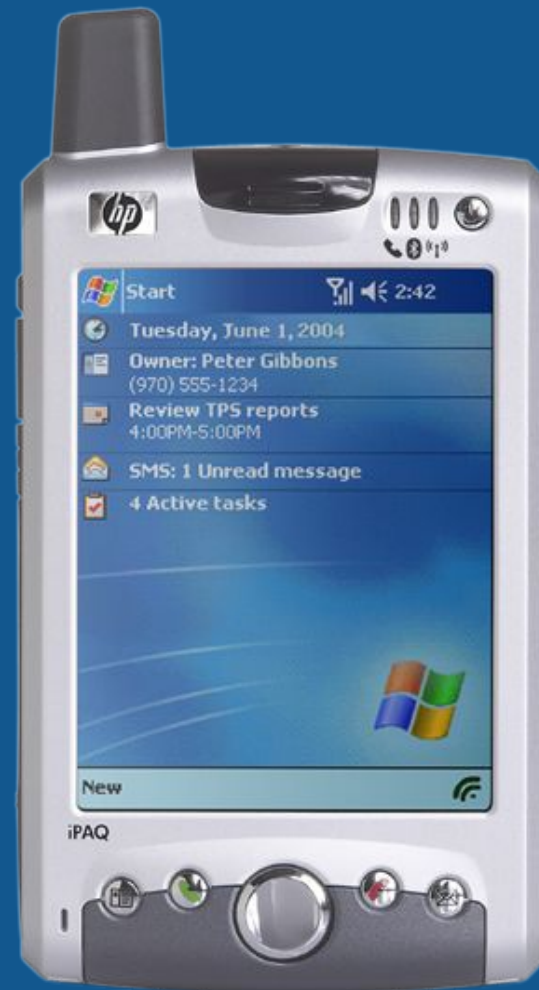 hp
Start 2:42
Tuesday, June 1, 2004
Owner: Peter Gibbons
(970) 555-1234
Review TPS reports
4:00PM-5:00PM
SMS: 1 Unread message
4 Active tasks
New
iPAQ